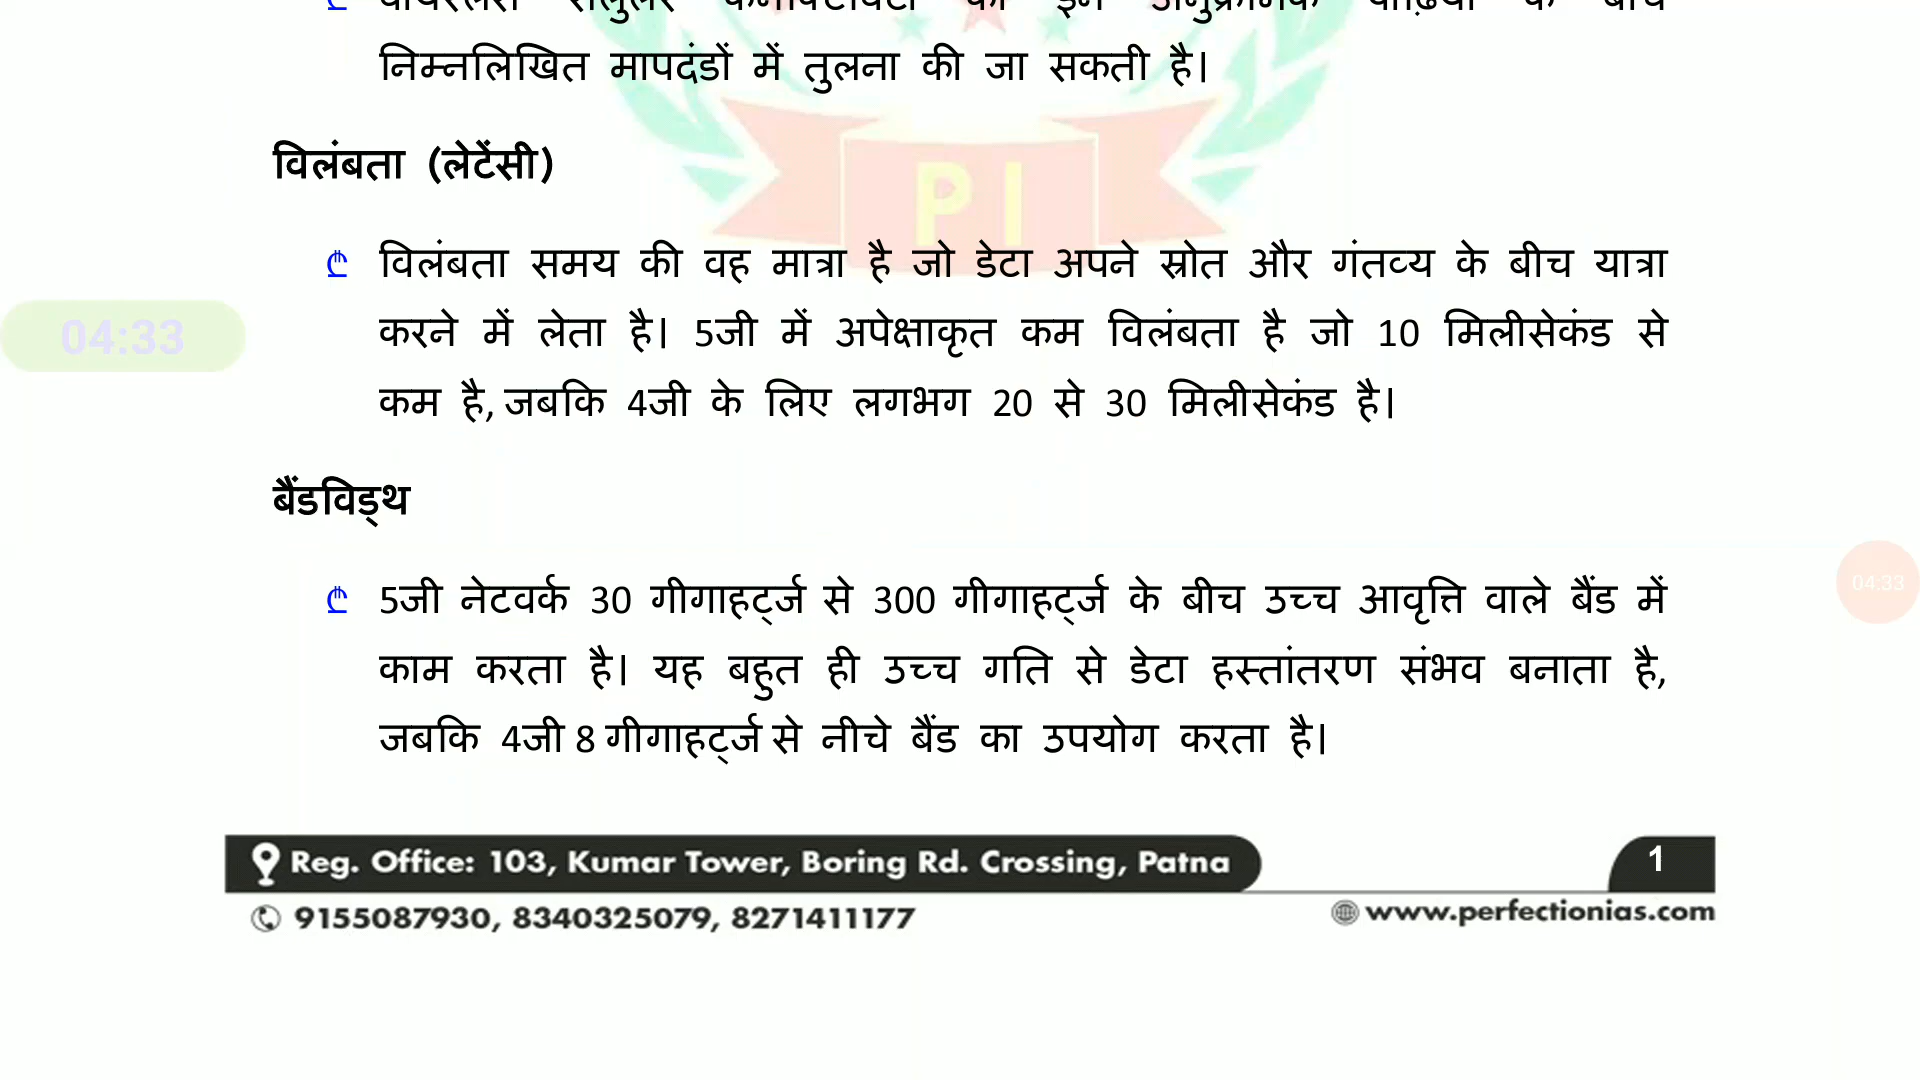 निम्नलिखित मापदंडों में तुलना की जा सकती है।
विलंबता (लेटेंसी)
PI
विलंबता समय की वह मात्रा है जो डेटा अपने स्रोत और गंतव्य के बीच यात्रा
करने में लेता है। 5जी में अपेक्षाकृत कम विलंबता है जो 10 मिलीसेकंड से
04:33
कम है, जबकि 4जी के लिए लगभग 20 से 30 मिलीसेकंड है।
बैंडविड्थ
04:33
5जी नेटवर्क 30 गीगाहर्ट्ज से 300 गीगाहर्ट्ज के बीच उच्च आवृत्ति वाले बैंड में
काम करता है। यह बहुत ही उच्च गति से डेटा हस्तांतरण संभव बनाता है,
जबकि 4जी 8 गीगाहर्ट्ज से नीचे बैंड का उपयोग करता है।
Reg. Office: 103, Kumar Tower, Boring Rd. Crossing, Patna
1
9155087930, 8340325079, 8271411177
www.perfectionias.com